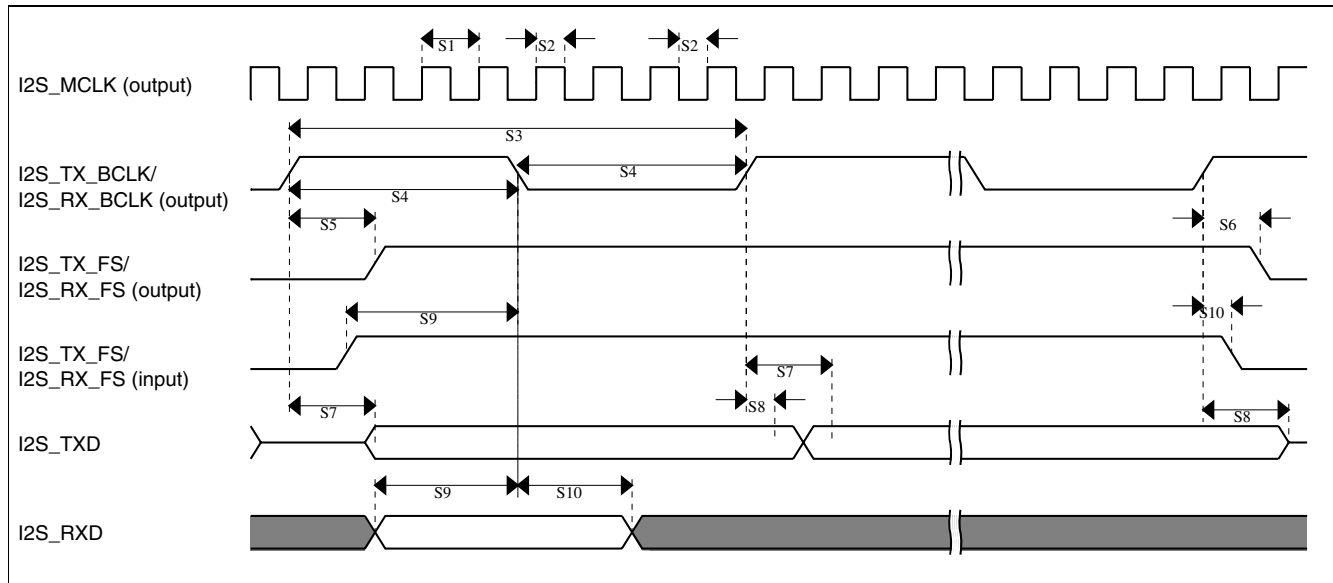 S1 S2 S2
I2S_MCLK (output)
S3
I2S_TX_BCLK/
I2S_RX_BCLK (output)
S4
S4
S5
S6
I2S_TX_FS/
I2S_RX_FS (output)
S9
S10
I2S_TX_FS/
I2S_RX_FS (input)
S7
S7
S8
S8
I2S_TXD
S9 S10
I2S_RXD